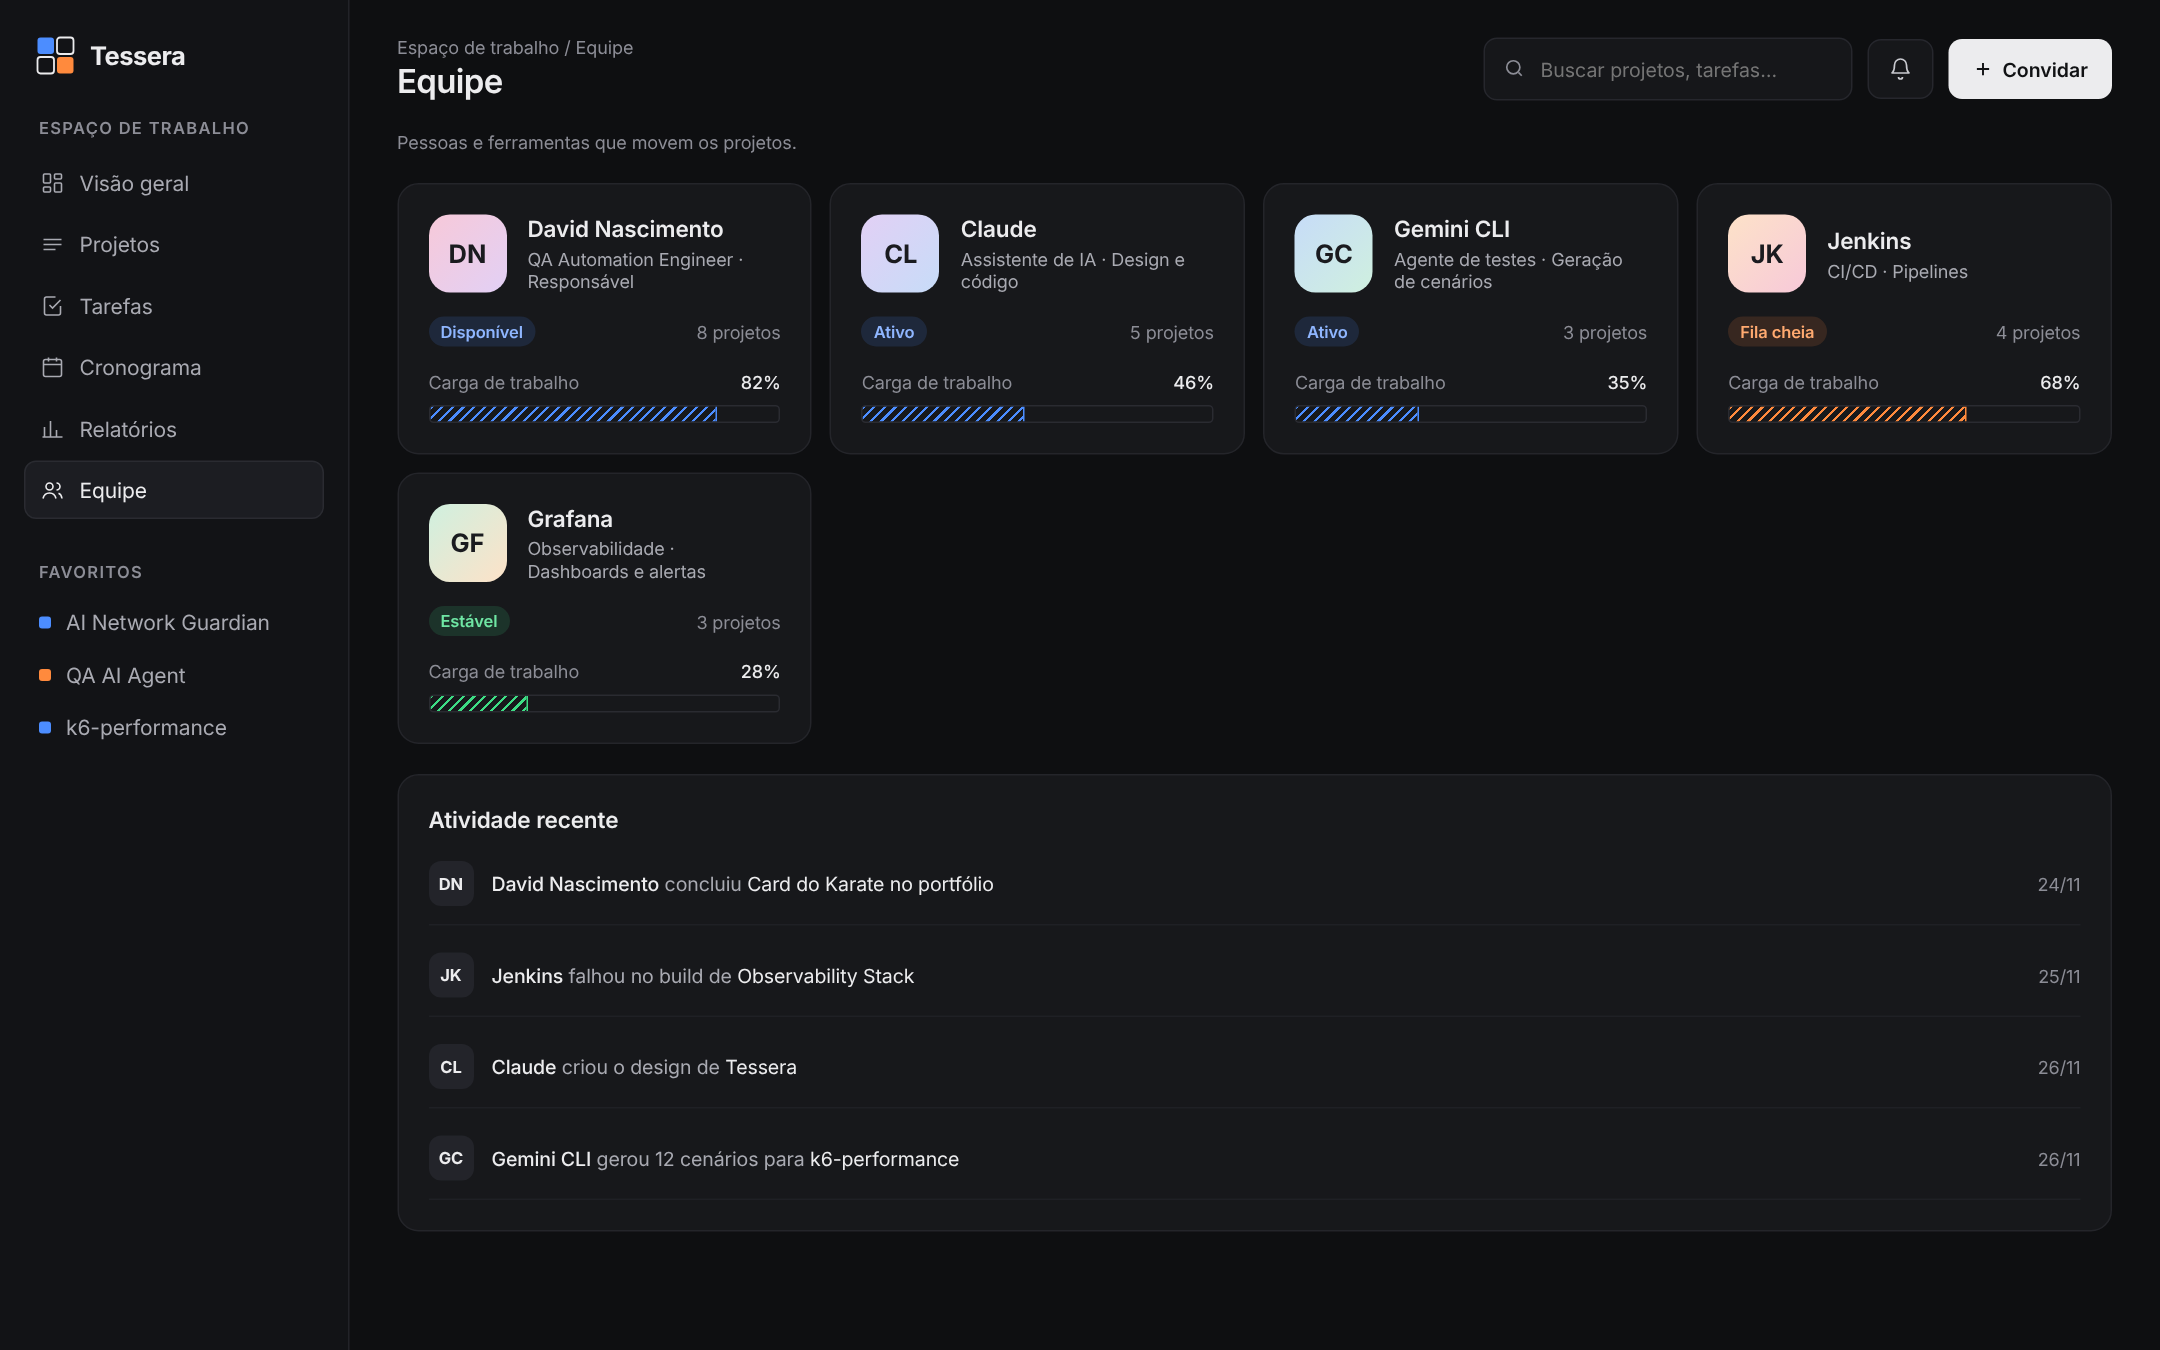 Tessera
ESPAÇO DE TRABALHO
Visão geral
Projetos
Tarefas
Cronograma
Relatórios
Equipe
FAVORITOS
AI Network Guardian
QA AI Agent
k6-performance
Espaço de trabalho / Equipe
Equipe
Buscar projetos, tarefas...
+ Convidar
Pessoas e ferramentas que movem os projetos.
DN
David Nascimento
QA Automation Engineer ·
Responsável
Disponível
8 projetos
Carga de trabalho
82%
CL
Claude
Assistente de IA · Design e
código
Ativo
5 projetos
Carga de trabalho
46%
GC
Gemini CLI
Agente de testes · Geração
de cenários
Ativo
3 projetos
Carga de trabalho
35%
JK
Jenkins
CI/CD · Pipelines
Fila cheia
4 projetos
Carga de trabalho
68%
GF
Grafana
Observabilidade ·
Dashboards e alertas
Estável
3 projetos
Carga de trabalho
28%
Atividade recente
DN
David Nascimento concluiu Card do Karate no portfólio
24/11
JK
Jenkins falhou no build de Observability Stack
25/11
CL
Claude criou o design de Tessera
26/11
GC
Gemini CLI gerou 12 cenários para k6-performance
26/11